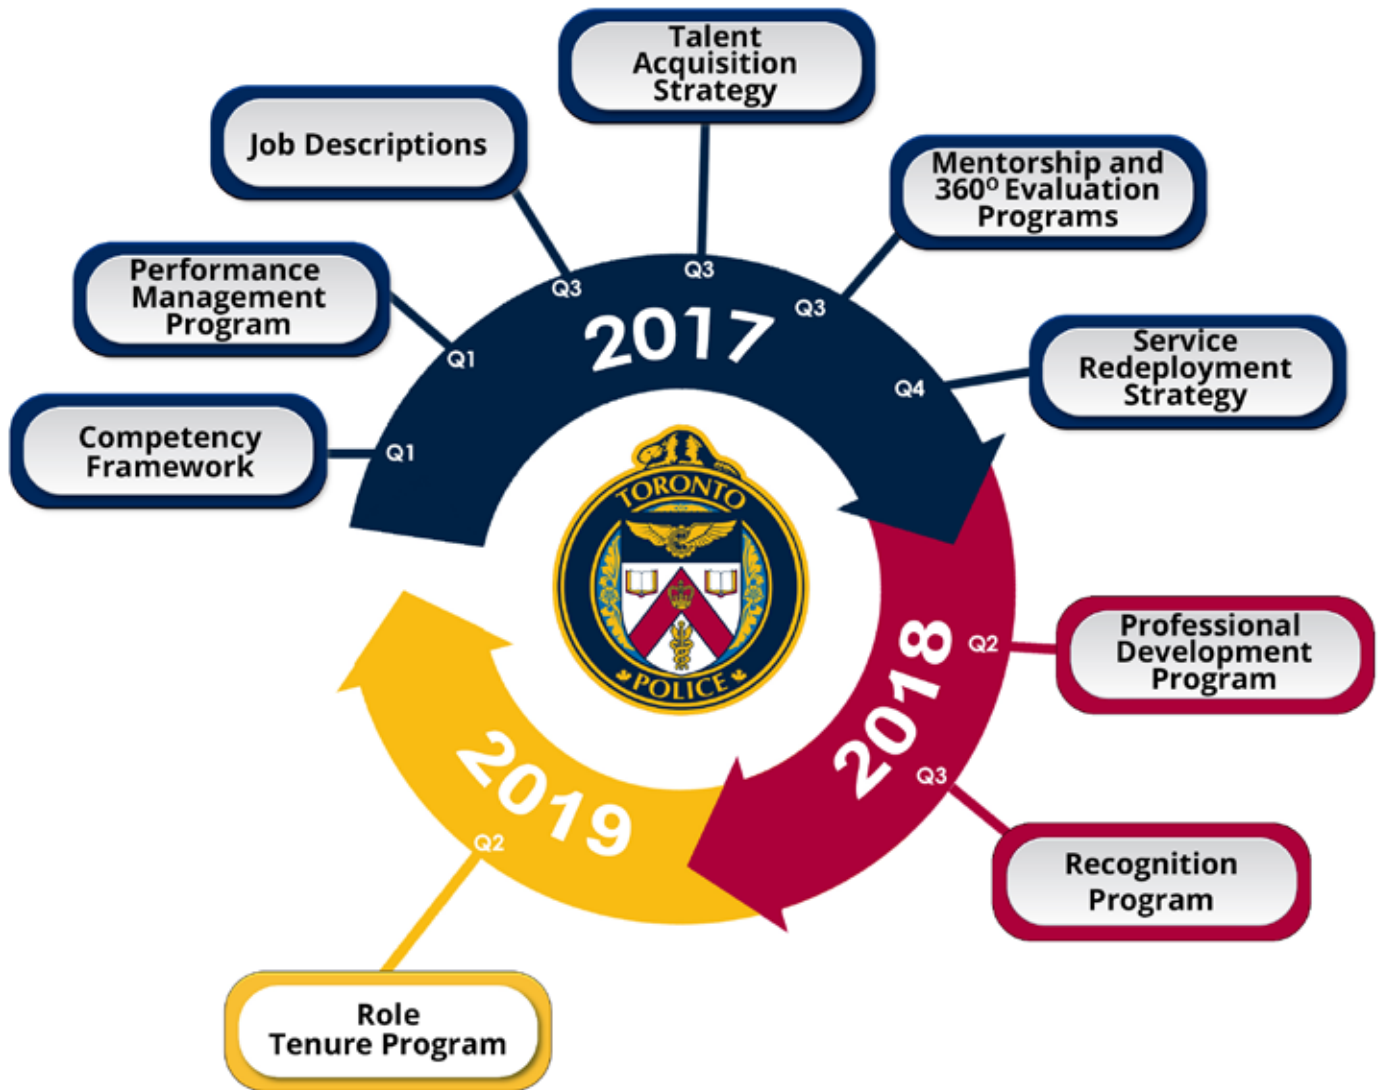 Talent
Acquisition
Strategy
Job Descriptions
Mentorship and
360⁰ Evaluation
Programs
Performance
Management
Program
Service
Redeployment
Strategy
Competency
Framework
Q1
Q1
Q3
Q3
Q3
Q4
2017
TORONTO
POLICE
2018
Q2
Professional
Development
Program
Q3
Recognition
Program
2019
Q2
Role
Tenure Program